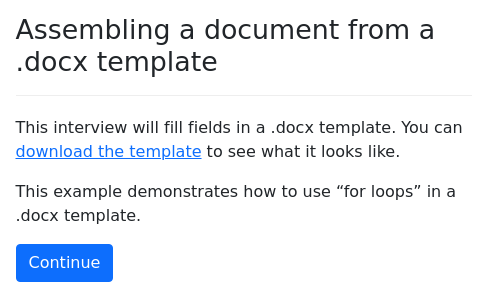 Assembling a document from a
.docx template
This interview will fill fields in a .docx template. You can
download the template to see what it looks like.
This example demonstrates how to use “for loops” in a
.docx template.
Continue